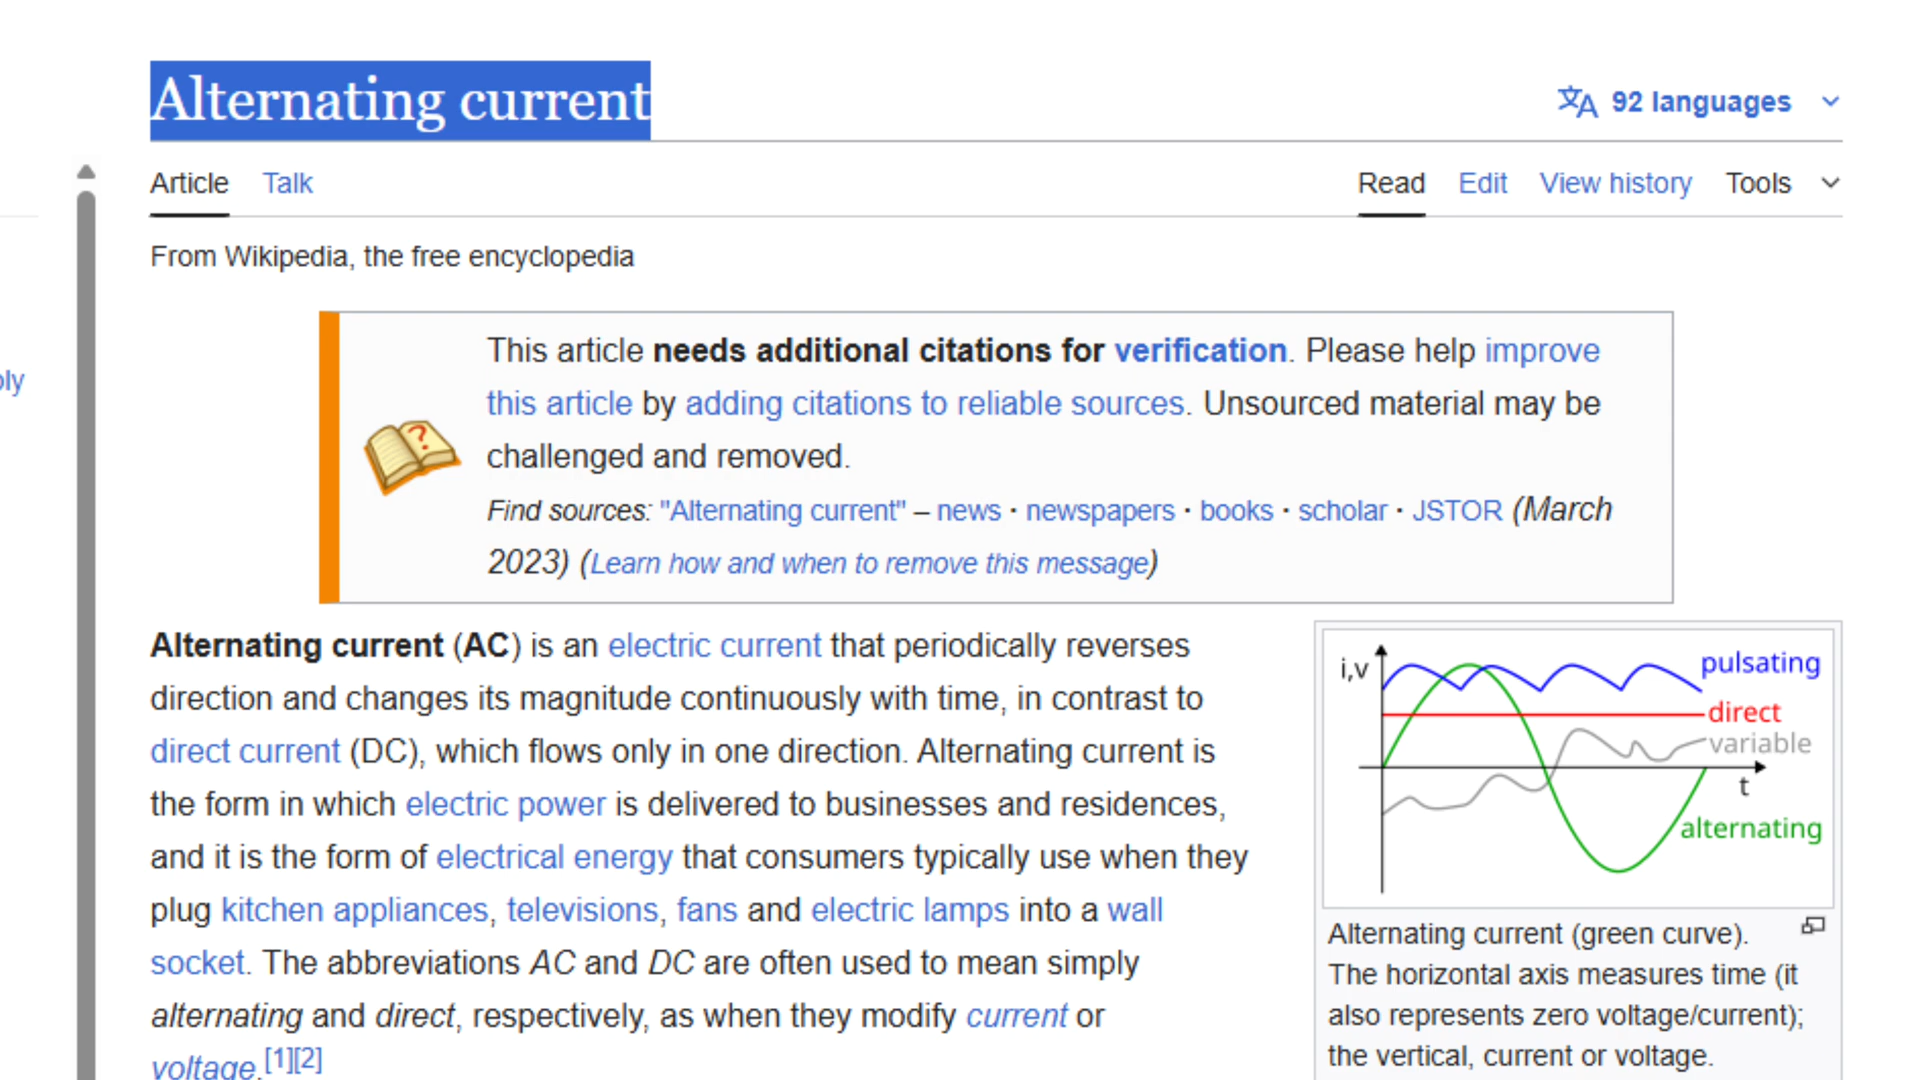 Alternating current
92 languages
Article Talk
Read Edit View history Tools
From Wikipedia, the free encyclopedia
This article needs additional citations for verification. Please help improve
this article by adding citations to reliable sources. Unsourced material may be
challenged and removed.
Find sources: "Alternating current" – news · newspapers · books · scholar · JSTOR (March
2023) (Learn how and when to remove this message)
Alternating current (AC) is an electric current that periodically reverses
direction and changes its magnitude continuously with time, in contrast to
direct current (DC), which flows only in one direction. Alternating current is
the form in which electric power is delivered to businesses and residences,
and it is the form of electrical energy that consumers typically use when they
plug kitchen appliances, televisions, fans and electric lamps into a wall
socket. The abbreviations AC and DC are often used to mean simply
alternating and direct, respectively, as when they modify current or
voltage.[1][2]
i,v
pulsating
direct
variable
t
alternating
Alternating current (green curve).
The horizontal axis measures time (it
also represents zero voltage/current);
the vertical, current or voltage.